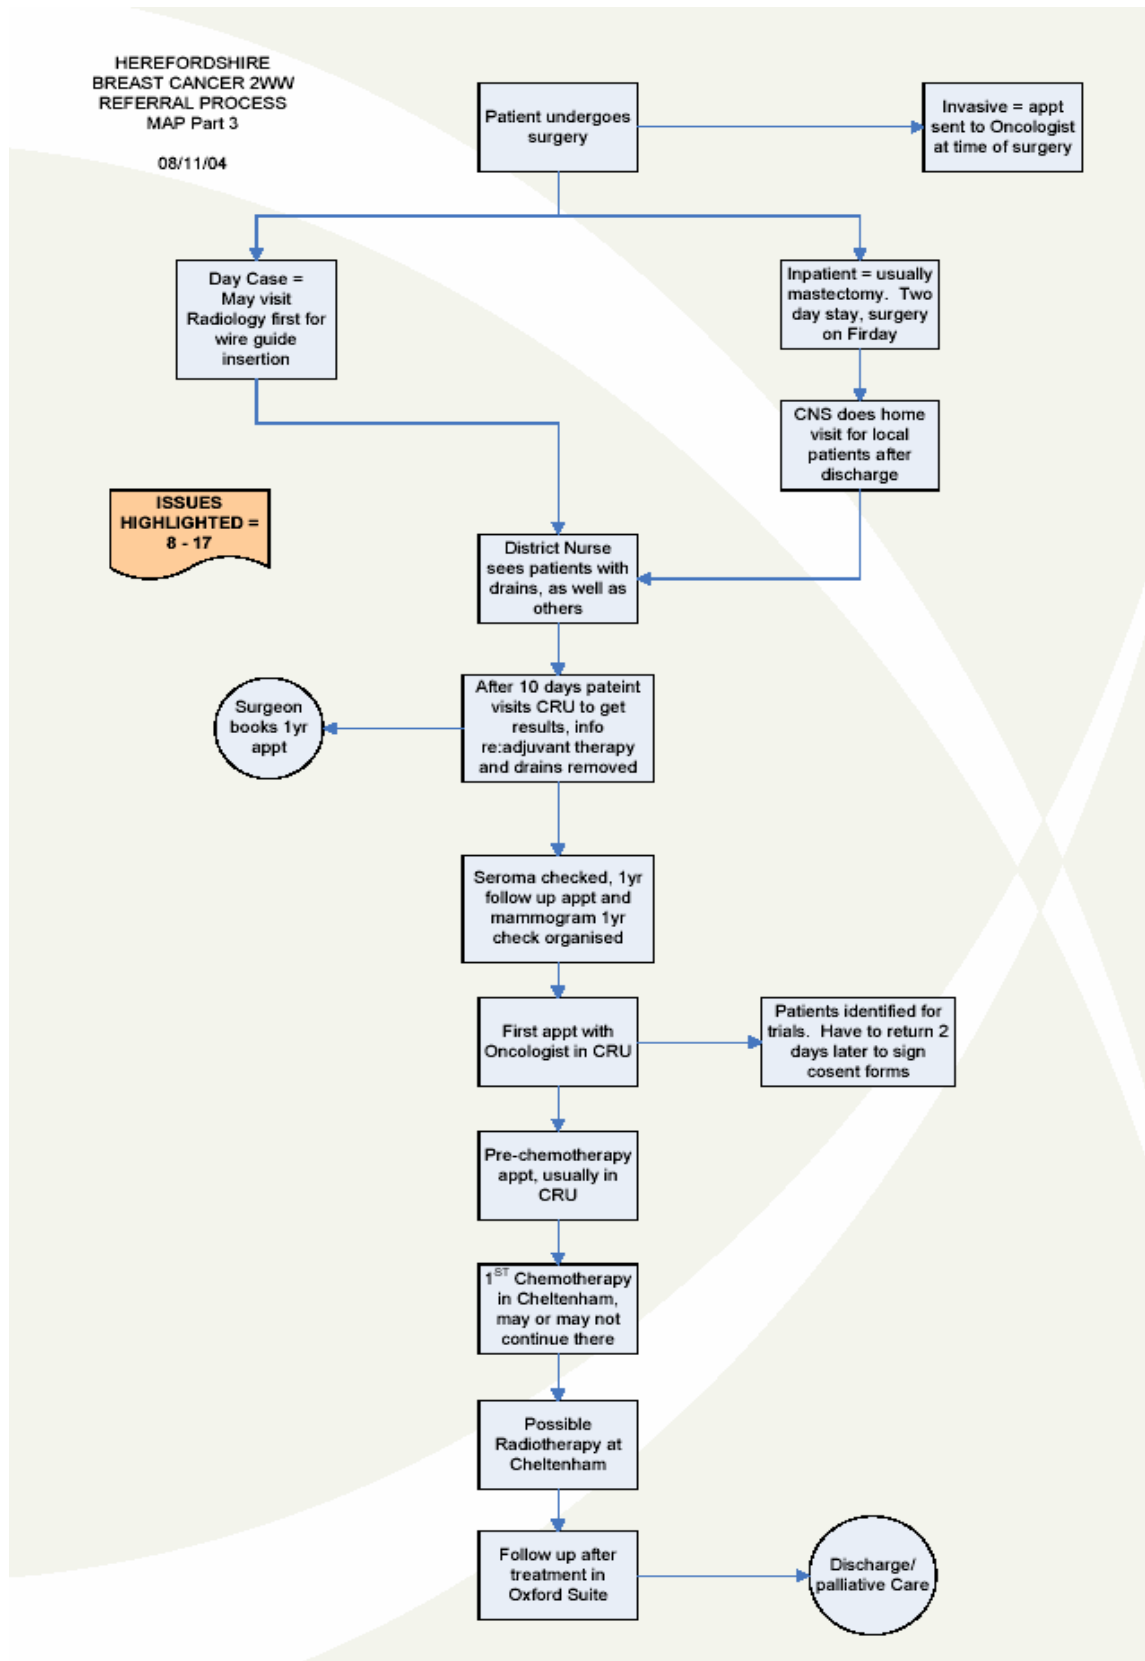 HEREFORDSHIRE
BREAST CANCER 2WW
REFERRAL PROCESS
MAP Part 3
08/11/04
Patient undergoes
surgery
Invasive = appt
sent to Oncologist
at time of surgery
Day Case =
May visit
Radiology first for
wire guide
insertion
Inpatient = usually
mastectomy. Two
day stay, surgery
on Firday
CNS does home
visit for local
patients after
discharge
ISSUES
HIGHLIGHTED =
8 - 17
District Nurse
sees patients with
drains, as well as
others
After 10 days pateint
visits CRU to get
results, info
re:adjuvant therapy
and drains removed
Surgeon
books 1yr
appt
Seroma checked, 1yr
follow up appt and
mammogram 1yr
check organised
First appt with
Oncologist in CRU
Patients identified for
trials. Have to return 2
days later to sign
cosent forms
Pre-chemotherapy
appt, usually in
CRU
1ST Chemotherapy
in Cheltenham,
may or may not
continue there
Possible
Radiotherapy at
Cheltenham
Follow up after
treatment in
Oxford Suite
Discharge/
palliative Care